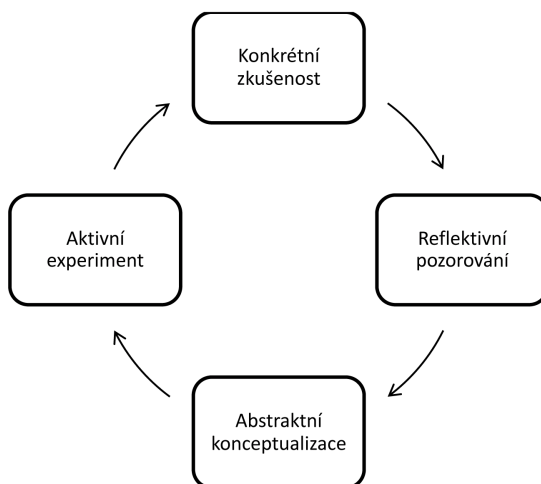 Konkrétní
zkušenost
Reflektivní
pozorování
Abstraktní
konceptualizace
Aktivní
experiment